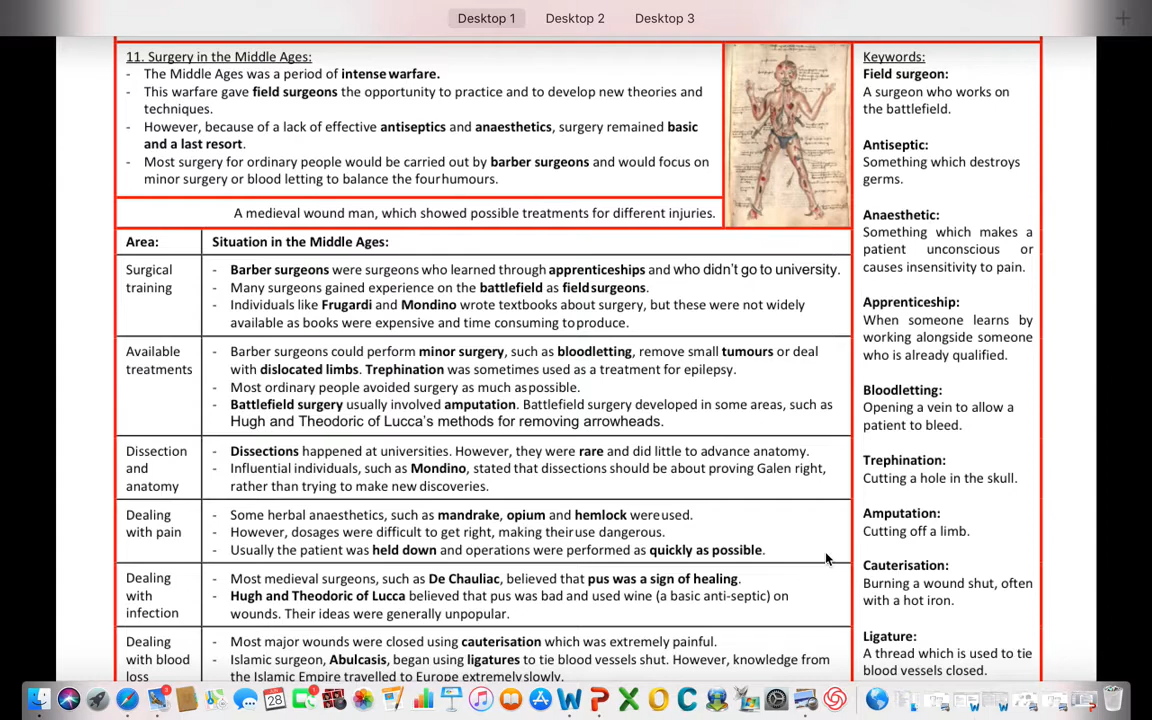 Desktop 1
Desktop 2
Desktop 3
11. Surgery in the Middle Ages:
- The Middle Ages was a period of intense warfare.
- This warfare gave field surgeons the opportunity to practice and to develop new theories and
techniques.
- However, because of a lack of effective antiseptics and anaesthetics, surgery remained basic
and a last resort.
- Most surgery for ordinary people would be carried out by barber surgeons and would focus on
minor surgery or blood letting to balance the fourhumours.
A medieval wound man, which showed possible treatments for different injuries.
Area:
Situation in the Middle Ages:
Surgical
training
- Barber surgeons were surgeons who learned through apprenticeships and who didn't go to university.
- Many surgeons gained experience on the battlefield as fieldsurgeons.
- Individuals like Frugardi and Mondino wrote textbooks about surgery, but these were not widely
available as books were expensive and time consuming toproduce.
Available
treatments
- Barber surgeons could perform minor surgery, such as bloodletting, remove small tumours or deal
with dislocated limbs. Trephination was sometimes used as a treatment for epilepsy.
- Most ordinary people avoided surgery as much aspossible.
- Battlefield surgery usually involved amputation. Battlefield surgery developed in some areas, such as
Hugh and Theodoric of Lucca's methods for removing arrowheads.
Dissection
and
anatomy
- Dissections happened at universities. However, they were rare and did little to advance anatomy.
- Influential individuals, such as Mondino, stated that dissections should be about proving Galen right,
rather than trying to make new discoveries.
Dealing
with pain
- Some herbal anaesthetics, such as mandrake, opium and hemlock wereused.
- However, dosages were difficult to get right, making theiruse dangerous.
- Usually the patient was held down and operations were performed as quickly as possible.
Dealing
with
infection
- Most medieval surgeons, such as De Chauliac, believed that pus was a sign of healing.
- Hugh and Theodoric of Lucca believed that pus was bad and used wine (a basic anti-septic) on
wounds. Their ideas were generally unpopular.
Dealing
with blood
loss
- Most major wounds were closed using cauterisation which was extremely painful.
- Islamic surgeon, Abulcasis, began using ligatures to tie blood vessels shut. However, knowledge from
the Islamic Empire travelled to Europe extremelyslowly.
Keywords:
Field surgeon:
A surgeon who works on
the battlefield.
Antiseptic:
Something which destroys
germs.
Anaesthetic:
Something which makes a
patient unconscious or
causes insensitivity to pain.
Apprenticeship:
When someone learns by
working alongside someone
who is already qualified.
Bloodletting:
Opening a vein to allow a
patient to bleed.
Trephination:
Cutting a hole in the skull.
Amputation:
Cutting off a limb.
Cauterisation:
Burning a wound shut, often
with a hot iron.
Ligature:
A thread which is used to tie
blood vessels closed.